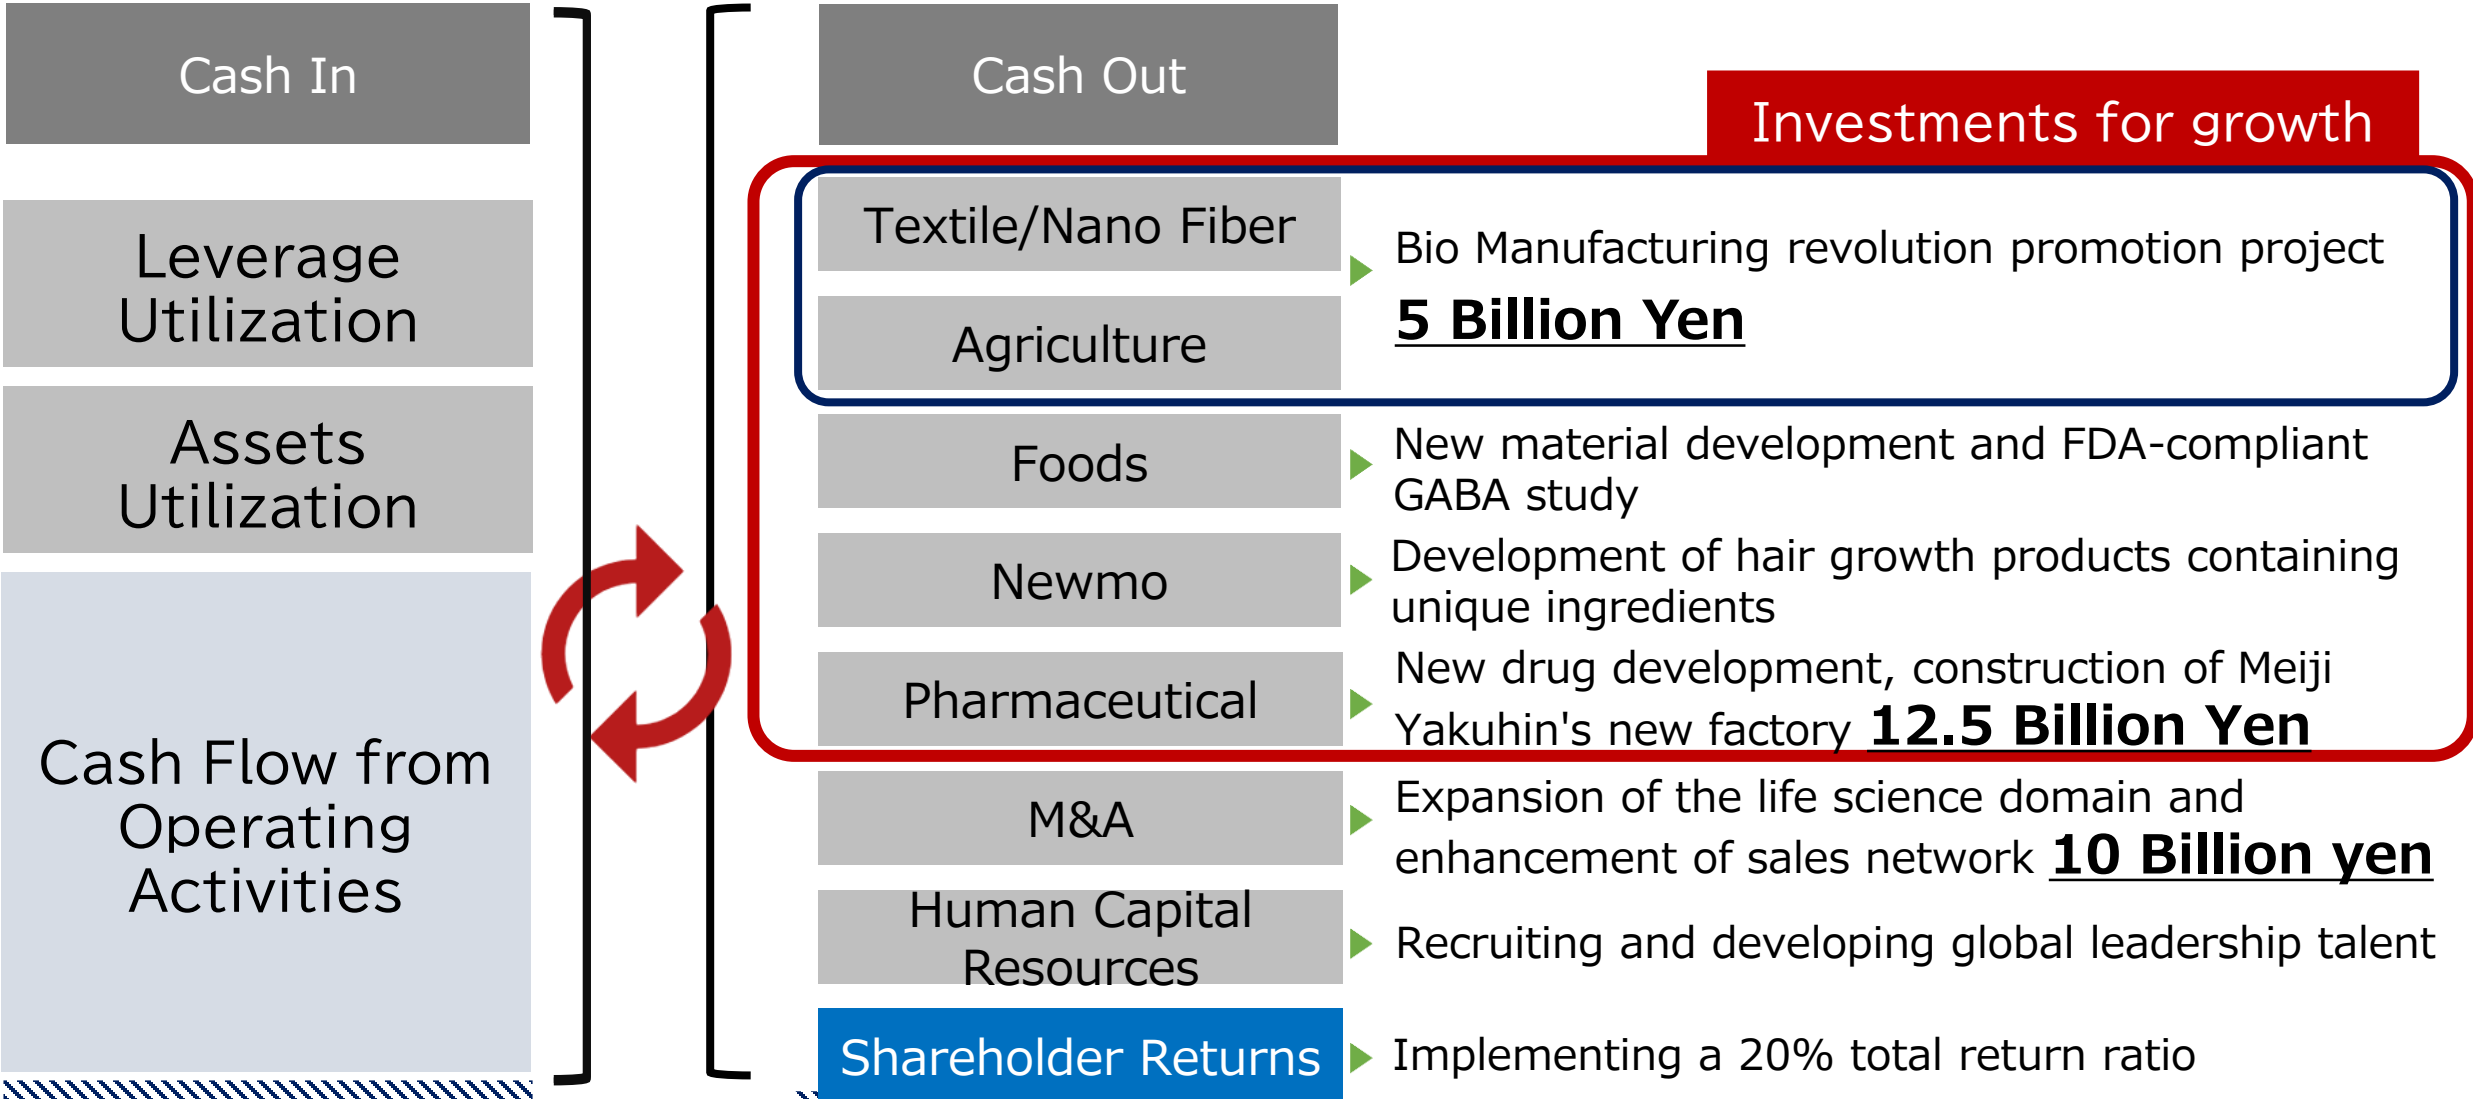 Cash In
Leverage
Utilization
Assets
Utilization
Cash Flow from
Operating
Activities
Cash Out
Investments for growth
Textile/Nano Fiber
Agriculture
Bio Manufacturing revolution promotion project
5 Billion Yen
Foods
New material development and FDA-compliant
GABA study
Newmo
Development of hair growth products containing
unique ingredients
Pharmaceutical
New drug development, construction of Meiji
Yakuhin's new factory 12.5 Billion Yen
M&A
Expansion of the life science domain and
enhancement of sales network 10 Billion yen
Human Capital
Resources
Recruiting and developing global leadership talent
Shareholder Returns
Implementing a 20% total return ratio